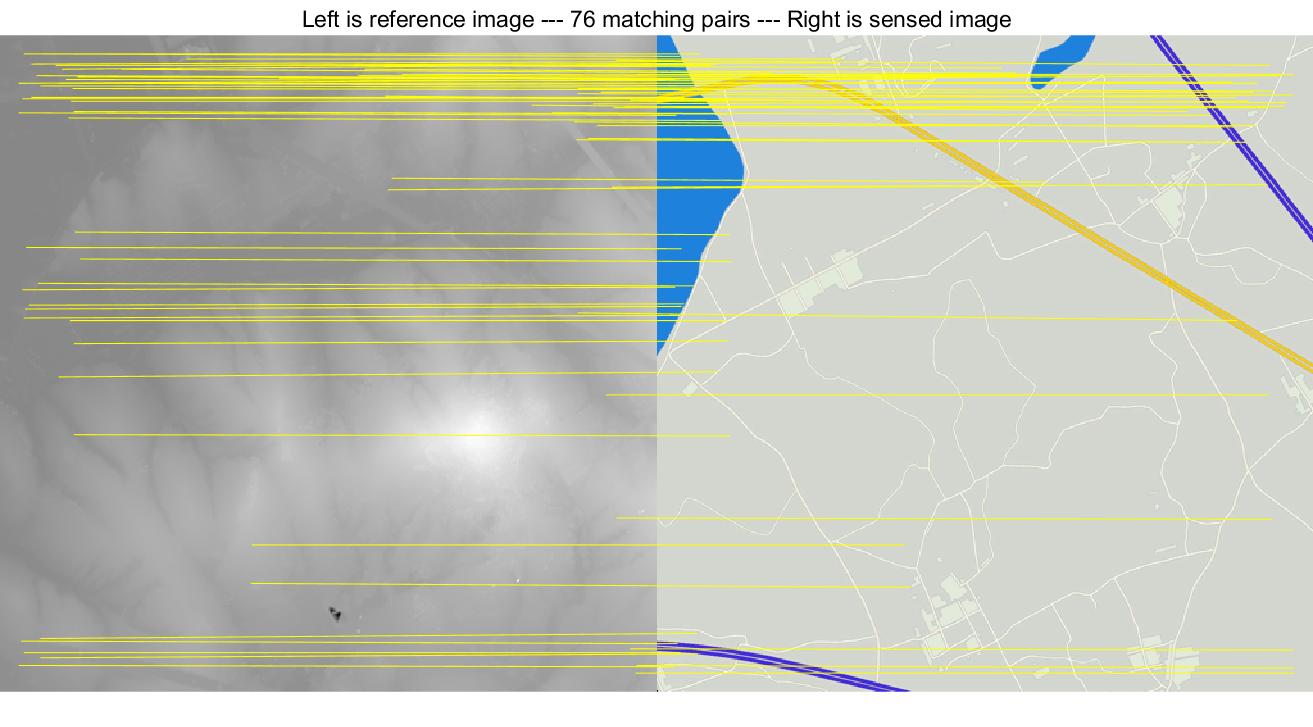 Left is reference image --- 76 matching pairs --- Right is sensed image